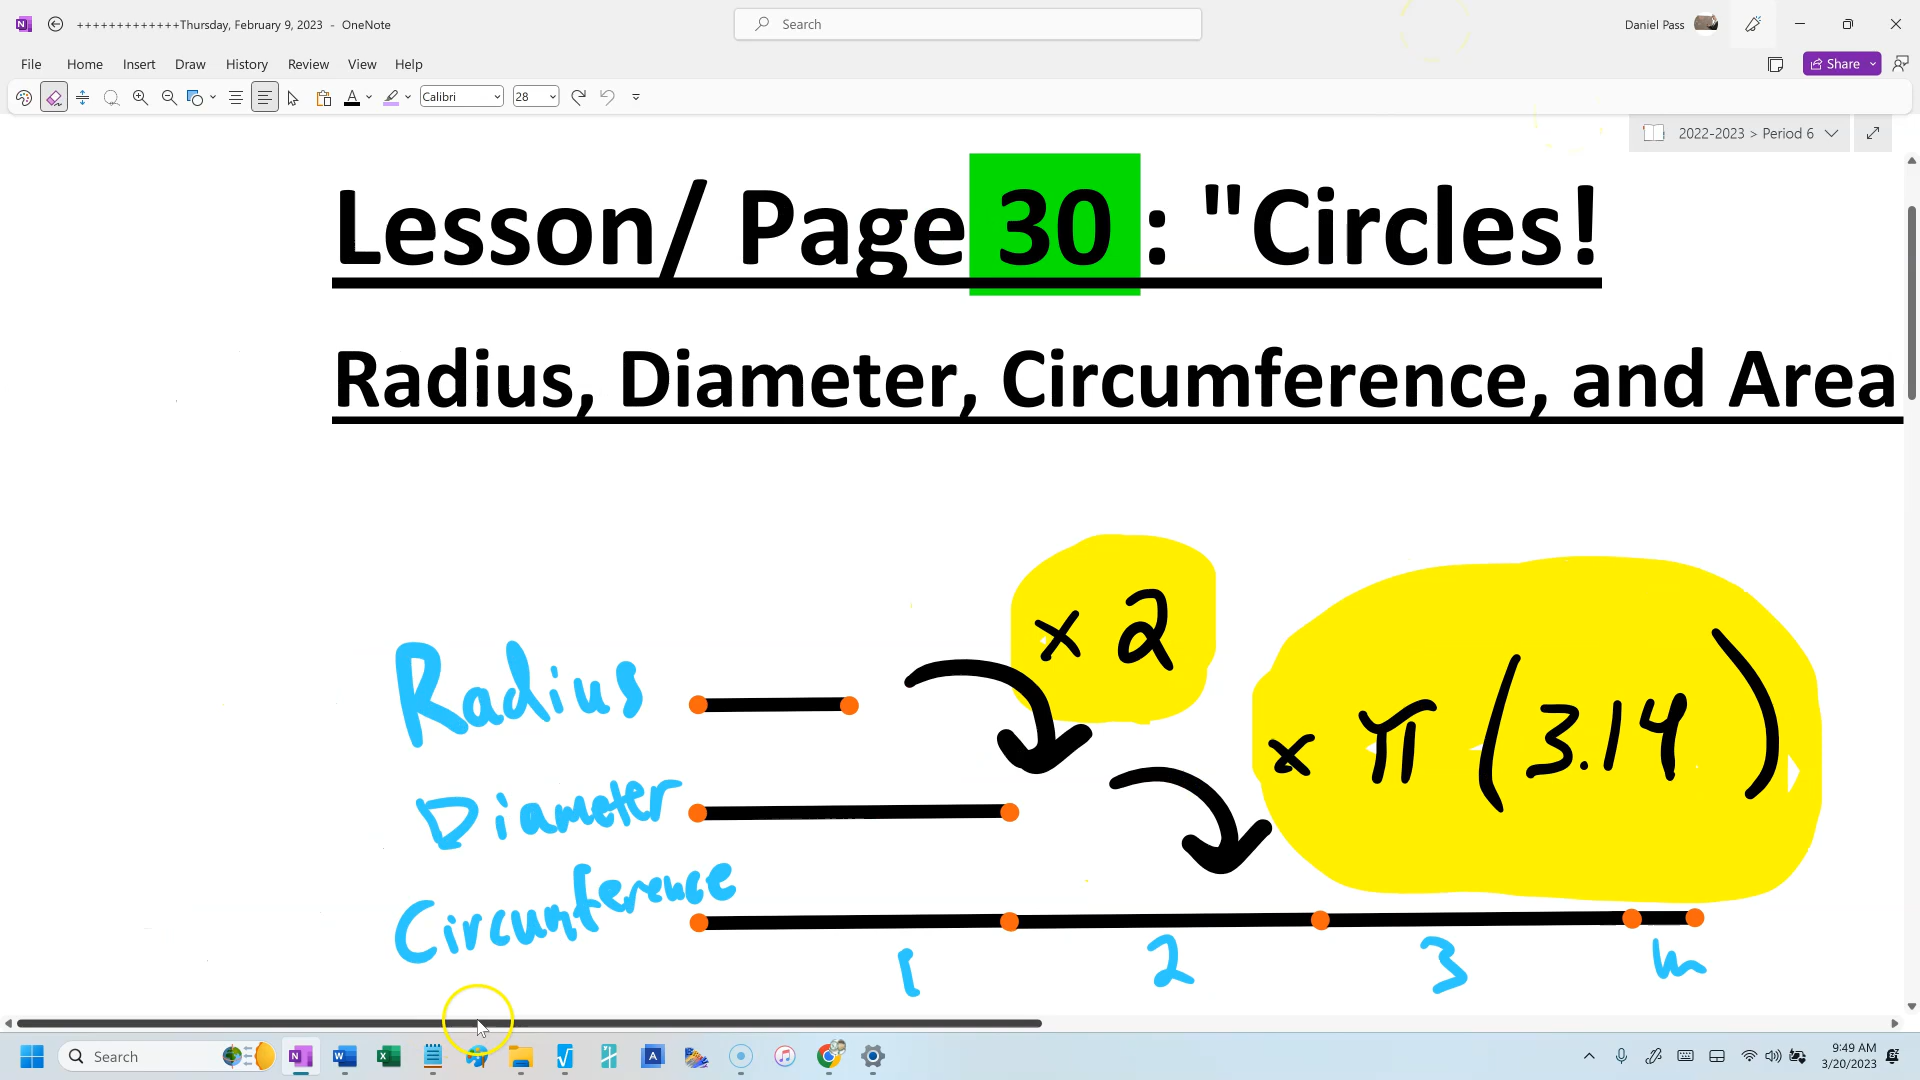 +++++++++++++Thursday, February 9, 2023 - OneNote
Search
Daniel Pass
File Home Insert Draw History Review View Help
Share
Calibri 28
2022-2023 > Period 6
Lesson/ Page 30 : "Circles!
Radius, Diameter, Circumference, and Area
x 2
Radius
x π (3.14)
Diameter
Circumference
1 2 3
Search
9:49 AM
3/20/2023